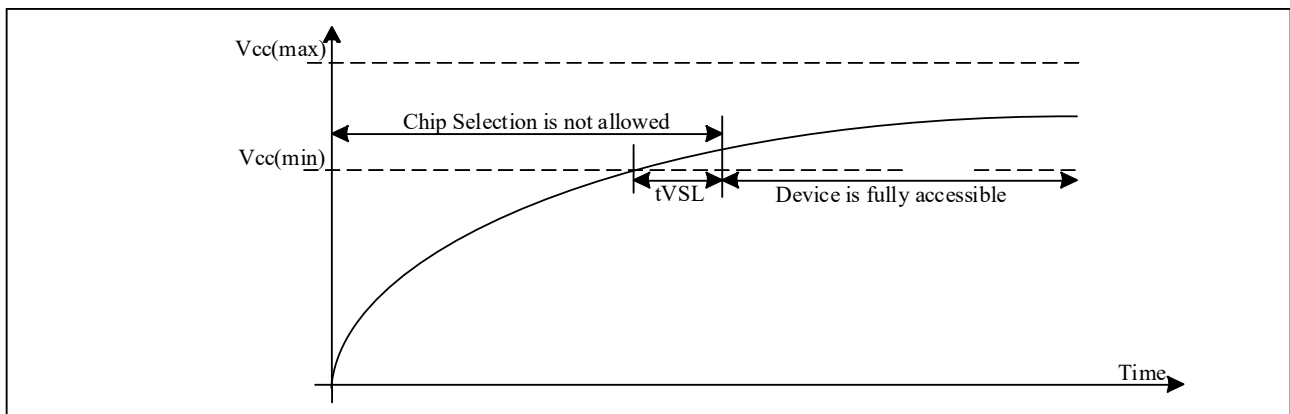 Vcc(max)
Chip Selection is not allowed
Vcc(min)
tVSL
Device is fully accessible
Time